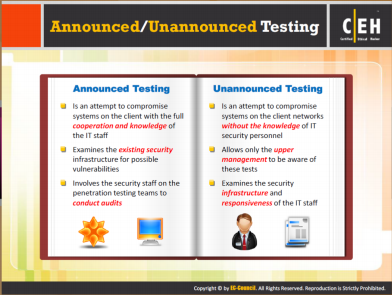 Announced/Unannounced Testing
CEH
Certified Ethical Hacker
Announced Testing
Is an attempt to compromise
systems on the client with the full
cooperation and knowledge of
the IT staff
Examines the existing security
infrastructure for possible
vulnerabilities
Involves the security staff on the
penetration testing teams to
conduct audits
Unannounced Testing
Is an attempt to compromise
systems on the client networks
without the knowledge of IT
security personnel
Allows only the upper
management to be aware of
these tests
Examines the security
infrastructure and
responsiveness of the IT staff
Copyright © by EC-Council. All Rights Reserved. Reproduction is Strictly Prohibited.